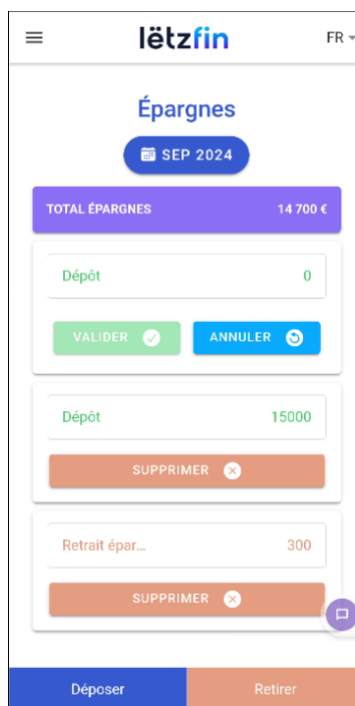 lëtzfin FR
Épargnes
SEP 2024
TOTAL ÉPARGNES 14 700 €
Dépôt 0
VALIDER ANNULER
Dépôt 15000
SUPPRIMER
Retrait épar... 300
SUPPRIMER
Déposer Retirer